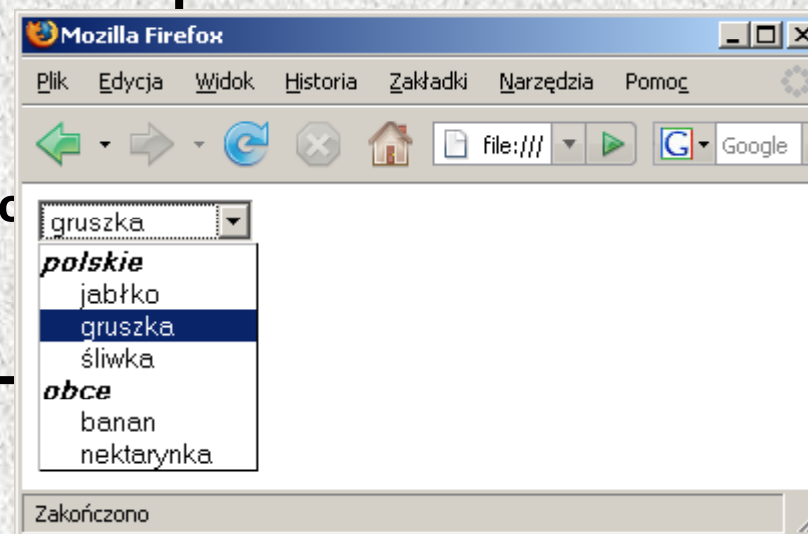 Mozilla Firefox
Plik Edycja Widok Historia Zakładki Narzędzia Pomoc
file:/// G Google
gruszka
polskie
jabłko
gruszka
śliwka
obce
banan
nektarynka
Zakończono